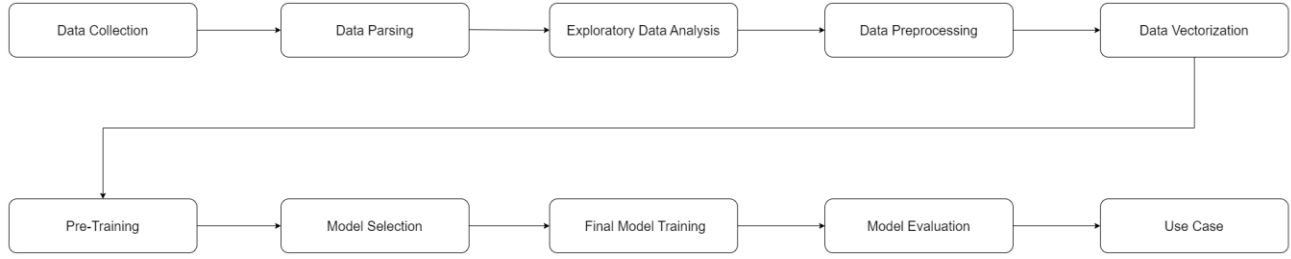 Data Collection
Data Parsing
Exploratory Data Analysis
Data Preprocessing
Data Vectorization
Pre-Training
Model Selection
Final Model Training
Model Evaluation
Use Case